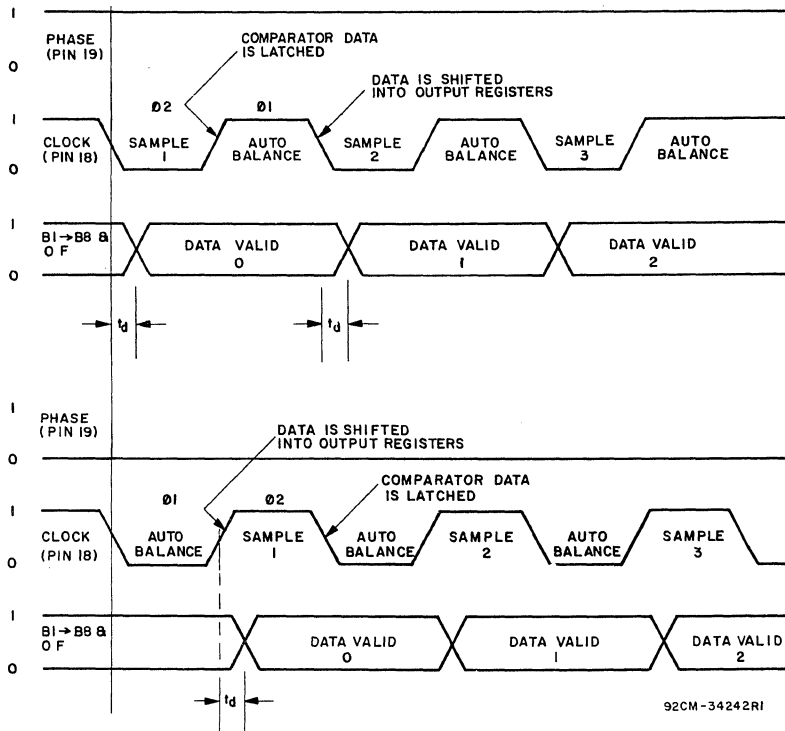 1
PHASE
(PIN 19)
0
COMPARATOR DATA
IS LATCHED
DATA IS SHIFTED
INTO OUTPUT REGISTERS
Ø2
Ø1
1
CLOCK
(PIN 18)
0
SAMPLE
1
AUTO
BALANCE
SAMPLE
2
AUTO
BALANCE
SAMPLE
3
AUTO
BALANCE
1
B1→B8 &
OF
0
DATA VALID
0
DATA VALID
1
DATA VALID
2
td
td
1
PHASE
(PIN 19)
0
DATA IS SHIFTED
INTO OUTPUT REGISTERS
COMPARATOR DATA
IS LATCHED
Ø1
Ø2
1
CLOCK
(PIN 18)
0
AUTO
BALANCE
SAMPLE
1
AUTO
BALANCE
SAMPLE
2
AUTO
BALANCE
SAMPLE
3
1
B1→B8 &
OF
0
DATA VALID
0
DATA VALID
1
DATA VALID
2
td
92CM-34242R1